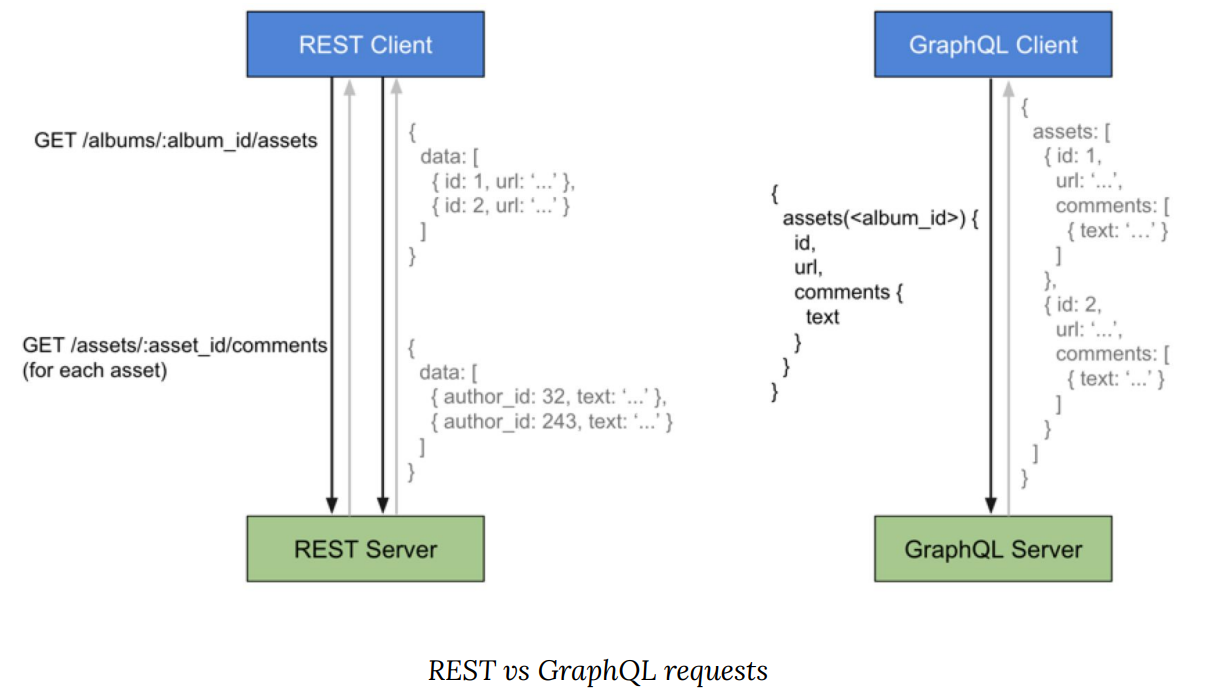 REST Client
GET /albums/:album_id/assets
{
data: [
{ id: 1, url: ‘...’ },
{ id: 2, url: ‘...’ }
]
}
GET /assets/:asset_id/comments
(for each asset)
{
data: [
{ author_id: 32, text: ‘...’ },
{ author_id: 243, text: ‘...’ }
]
}
REST Server
GraphQL Client
{
assets(<album_id>) {
id,
url,
comments {
text
}
}
}
{
assets: [
{ id: 1,
url: ‘...’,
comments: [
{ text: ‘...’ }
]
},
{ id: 2,
url: ‘...’,
comments: [
{ text: ‘...’ }
]
}
]
}
GraphQL Server
REST vs GraphQL requests